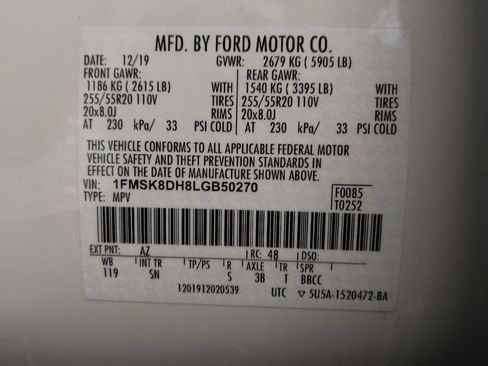 MFD. BY FORD MOTOR CO.
DATE: 12/19 GVWR: 2679 KG ( 5905 LB)
FRONT GAWR: REAR GAWR:
1186 KG ( 2615 LB) WITH 1540 KG ( 3395 LB) WITH
255/55R20 110V TIRES 255/55R20 110V TIRES
20x8.0J RIMS 20x8.0J RIMS
AT 230 kPa/ 33 PSI COLD AT 230 kPa/ 33 PSI COLD
THIS VEHICLE CONFORMS TO ALL APPLICABLE FEDERAL MOTOR
VEHICLE SAFETY AND THEFT PREVENTION STANDARDS IN
EFFECT ON THE DATE OF MANUFACTURE SHOWN ABOVE.
VIN: 1FMSK8DH8LGB50270 F0085
TYPE: MPV T0252
EXT PNT: AZ RC: 48 DSO:
WB INT TR TP/PS R AXLE TR SPR
119 SN S 3B T BBCC
1201912020539 UTC ▽ 5U5A-1520472-BA